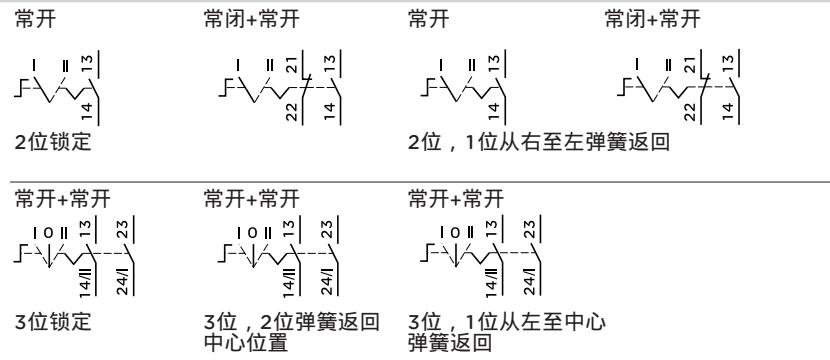 常开 常闭+常开 常开 常闭+常开
I II 13 I II 21 13 I II 13 I II 21 13
14 22 14 14 22 14
2位锁定 2位，1位从右至左弹簧返回
常开+常开 常开+常开 常开+常开
I O II 13 23 I O II 13 23 I O II 13 23
14/II 24/I 14/II 24/I 14/II 24/I
3位锁定 3位，2位弹簧返回 3位，1位从左至中心
中心位置 弹簧返回